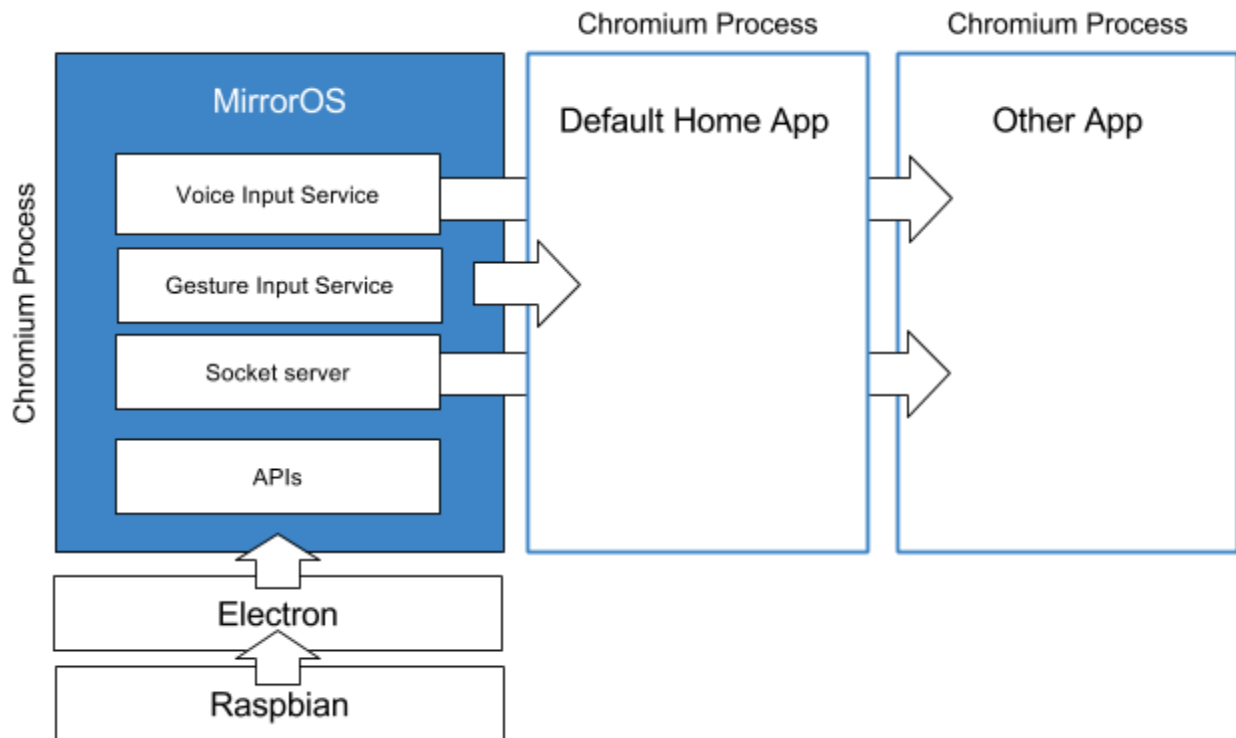 Chromium Process
Chromium Process
MirrorOS
Default Home App
Other App
Voice Input Service
Gesture Input Service
Socket server
APIs
Chromium Process
Electron
Raspbian